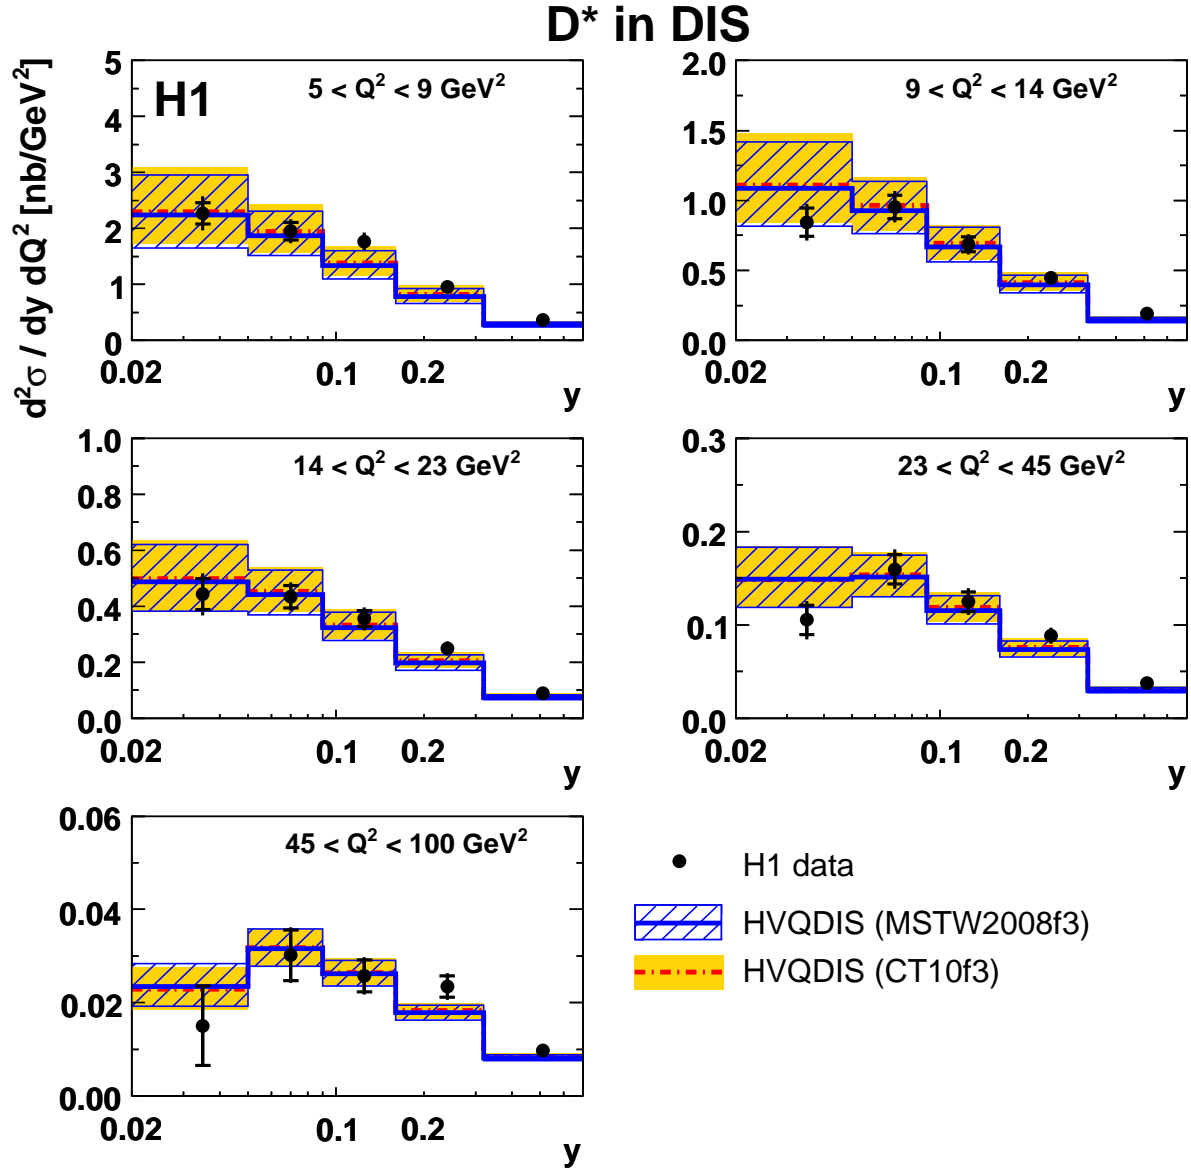 D* in DIS
d²σ / dy dQ² [nb/GeV²]
H1
5 < Q² < 9 GeV²
5
4
3
2
1
0
0.02
0.1
0.2
y
9 < Q² < 14 GeV²
2.0
1.5
1.0
0.5
0.0
0.02
0.1
0.2
y
14 < Q² < 23 GeV²
1.0
0.8
0.6
0.4
0.2
0.0
0.02
0.1
0.2
y
23 < Q² < 45 GeV²
0.3
0.2
0.1
0.0
0.02
0.1
0.2
y
45 < Q² < 100 GeV²
0.06
0.04
0.02
0.00
0.02
0.1
0.2
y
H1 data
HVQDIS (MSTW2008f3)
HVQDIS (CT10f3)